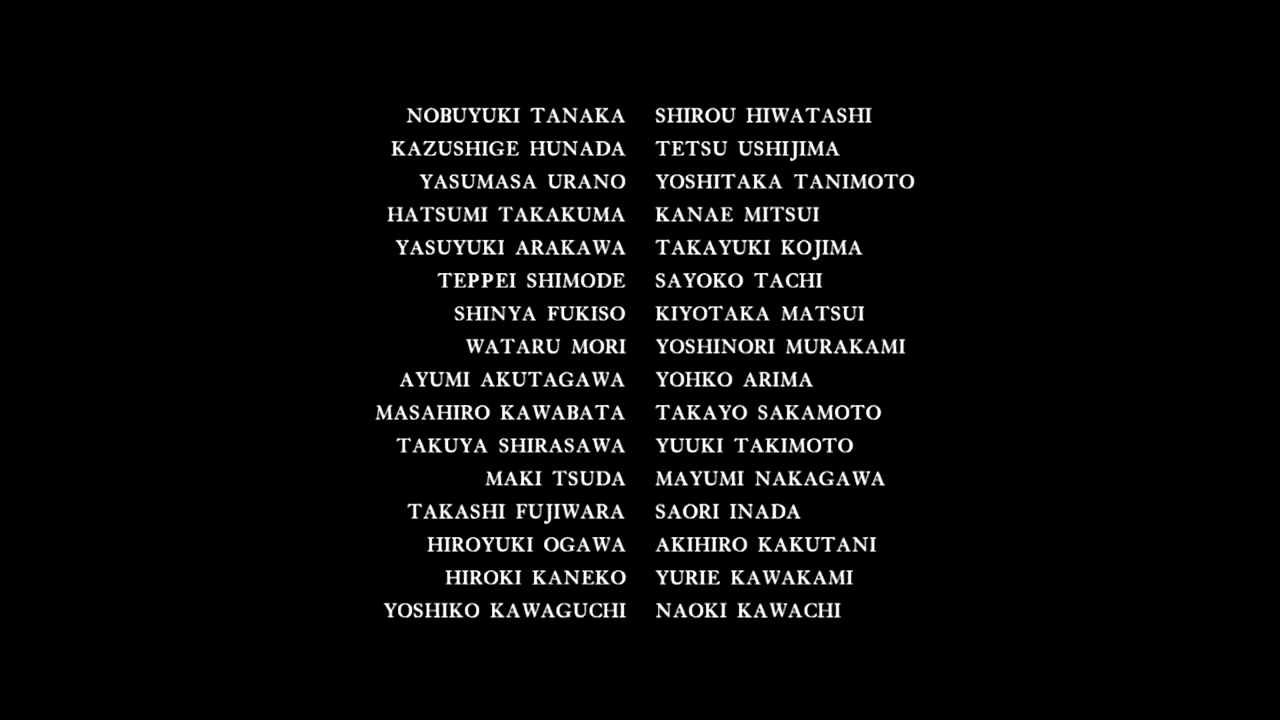 NOBUYUKI TANAKA SHIROU HIWATASHI
KAZUSHIGE HUNADA TETSU USHIJIMA
YASUMASA URANO YOSHITAKA TANIMOTO
HATSUMI TAKAKUMA KANAE MITSUI
YASUYUKI ARAKAWA TAKAYUKI KOJIMA
TEPPEI SHIMODE SAYOKO TACHI
SHINYA FUKISO KIYOTAKA MATSUI
WATARU MORI YOSHINORI MURAKAMI
AYUMI AKUTAGAWA YOHKO ARIMA
MASAHIRO KAWABATA TAKAYO SAKAMOTO
TAKUYA SHIRASAWA YUUKI TAKIMOTO
MAKI TSUDA MAYUMI NAKAGAWA
TAKASHI FUJIWARA SAORI INADA
HIROYUKI OGAWA AKIHIRO KAKUTANI
HIROKI KANEKO YURIE KAWAKAMI
YOSHIKO KAWAGUCHI NAOKI KAWACHI